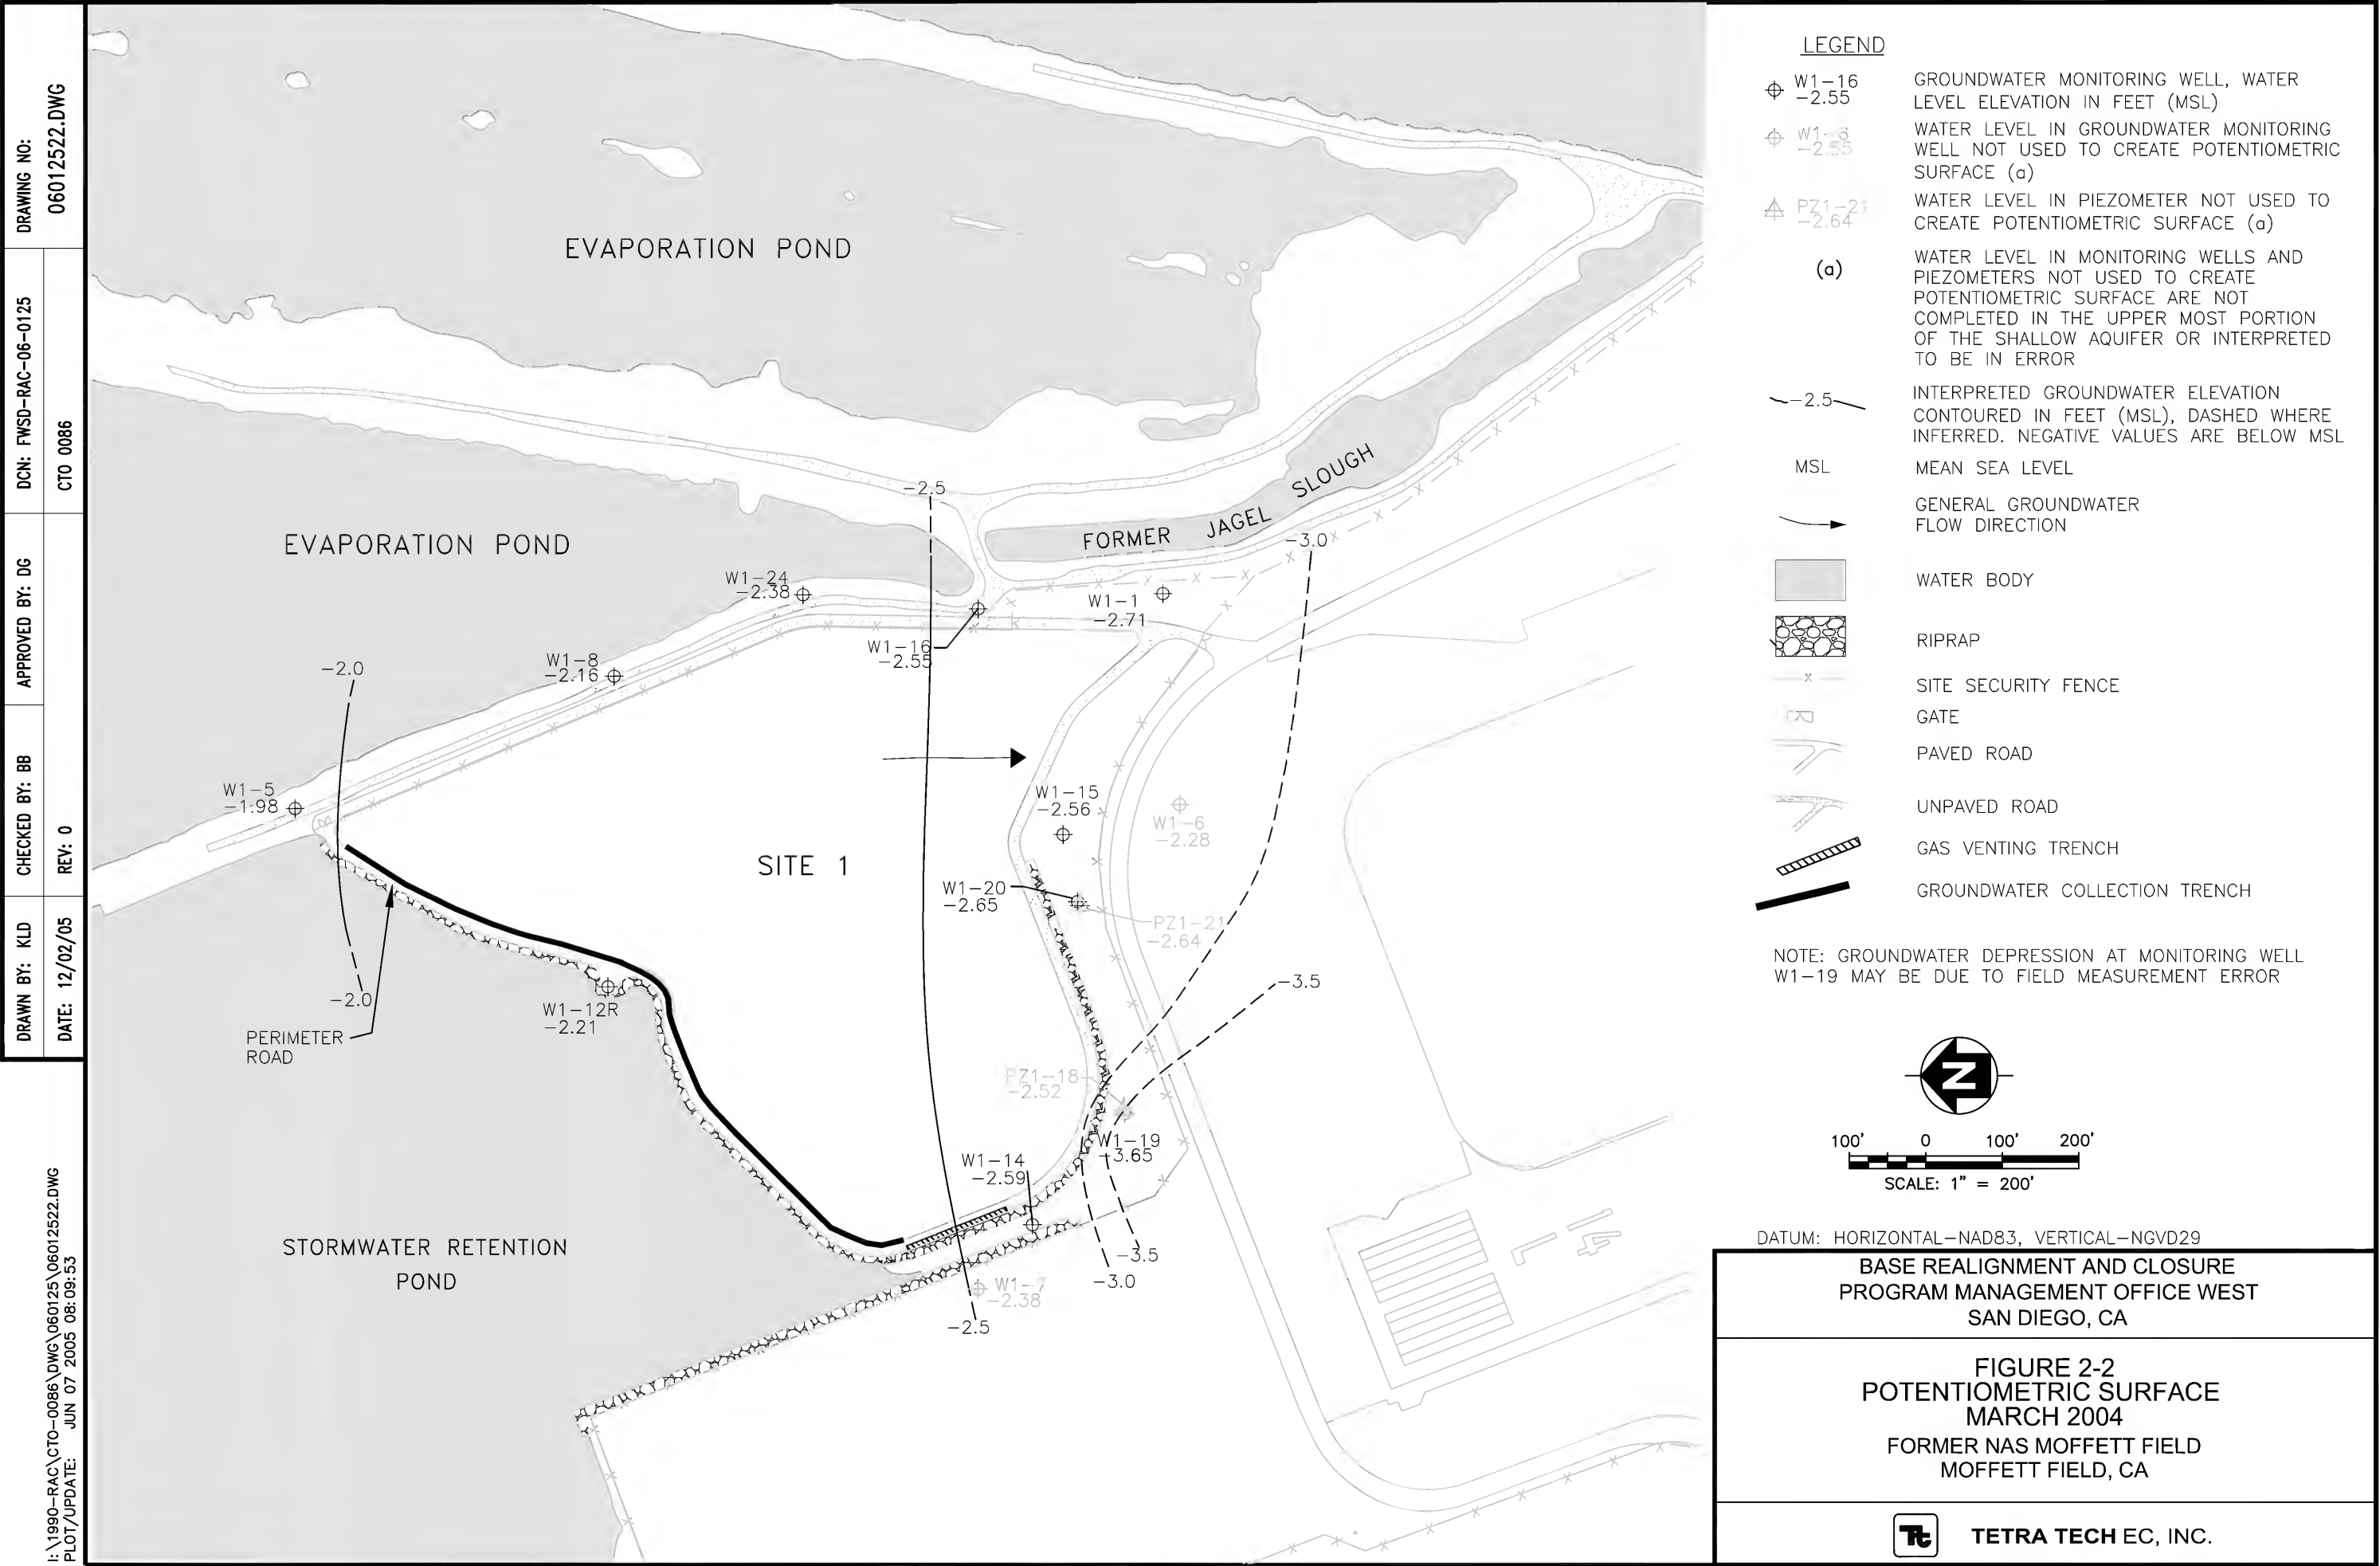 DRAWING NO:
060125522.DWG
DCN: FWSD-RAC-06-0125
CTO 0086
APPROVED BY: DG
CHECKED BY: BB
REV: 0
DRAWN BY: KLD
DATE: 12/02/05
I:\1990-RAC\CTO-0086\DWG\060125\060125522.DWG
PLOT/UPDATE: JUN 07 2005 08:09:53
EVAPORATION POND
EVAPORATION POND
FORMER JAGEL SLOUGH
-2.5
-3.0
W1-24
-2.38
W1-1
-2.71
W1-16
-2.55
W1-8
-2.16
-2.0
W1-5
-1.98
W1-15
-2.56
W1-6
-2.28
SITE 1
W1-20
-2.65
PZ1-21
-2.64
-3.5
-2.0
W1-12R
-2.21
PERIMETER
ROAD
PZ1-18
-2.52
W1-19
-3.65
W1-14
-2.59
STORMWATER RETENTION
POND
-3.5
-3.0
W1-7
-2.38
-2.5
LEGEND
W1-16
-2.55
GROUNDWATER MONITORING WELL, WATER
LEVEL ELEVATION IN FEET (MSL)
WATER LEVEL IN GROUNDWATER MONITORING
WELL NOT USED TO CREATE POTENTIOMETRIC
SURFACE (a)
PZ1-21
-2.64
WATER LEVEL IN PIEZOMETER NOT USED TO
CREATE POTENTIOMETRIC SURFACE (a)
(a)
WATER LEVEL IN MONITORING WELLS AND
PIEZOMETERS NOT USED TO CREATE
POTENTIOMETRIC SURFACE ARE NOT
COMPLETED IN THE UPPER MOST PORTION
OF THE SHALLOW AQUIFER OR INTERPRETED
TO BE IN ERROR
-2.5
INTERPRETED GROUNDWATER ELEVATION
CONTOURED IN FEET (MSL), DASHED WHERE
INFERRED. NEGATIVE VALUES ARE BELOW MSL
MSL
MEAN SEA LEVEL
GENERAL GROUNDWATER
FLOW DIRECTION
WATER BODY
RIPRAP
SITE SECURITY FENCE
GATE
PAVED ROAD
UNPAVED ROAD
GAS VENTING TRENCH
GROUNDWATER COLLECTION TRENCH
NOTE: GROUNDWATER DEPRESSION AT MONITORING WELL
W1-19 MAY BE DUE TO FIELD MEASUREMENT ERROR
N
100' 0 100' 200'
SCALE: 1" = 200'
DATUM: HORIZONTAL-NAD83, VERTICAL-NGVD29
BASE REALIGNMENT AND CLOSURE
PROGRAM MANAGEMENT OFFICE WEST
SAN DIEGO, CA
FIGURE 2-2
POTENTIOMETRIC SURFACE
MARCH 2004
FORMER NAS MOFFETT FIELD
MOFFETT FIELD, CA
TETRA TECH EC, INC.